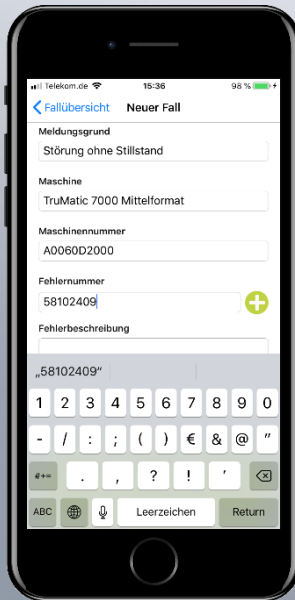 Telekom.de 15:36 98 %
Fallübersicht Neuer Fall
Meldungsgrund
Störung ohne Stillstand
Maschine
TruMatic 7000 Mittelformat
Maschinennummer
A0060D2000
Fehlernummer
58102409
Fehlerbeschreibung
„58102409“
1 2 3 4 5 6 7 8 9 0
- / : ; ( ) € & @ "
#+= . , ? ! '
ABC Leerzeichen Return